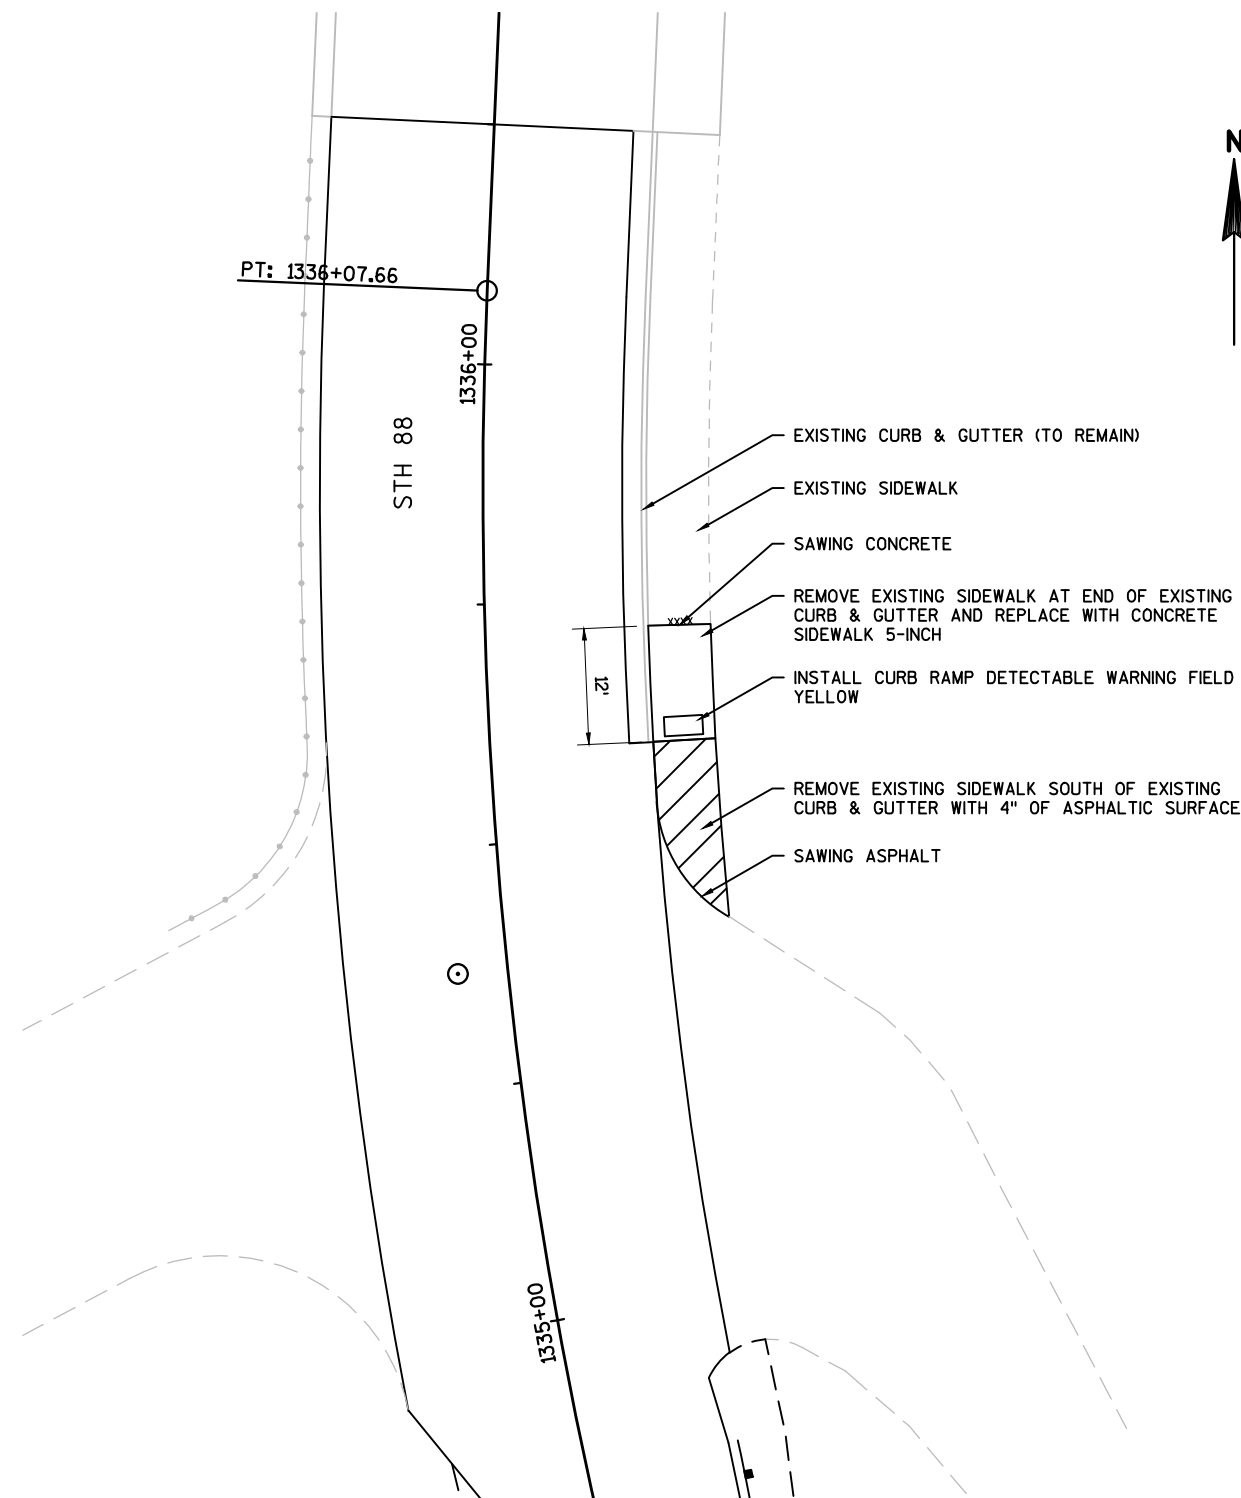 N
PT: 1336+07.66
1336+00
STH 88
EXISTING CURB & GUTTER (TO REMAIN)
EXISTING SIDEWALK
SAWING CONCRETE
REMOVE EXISTING SIDEWALK AT END OF EXISTING
CURB & GUTTER AND REPLACE WITH CONCRETE
SIDEWALK 5-INCH
XXXX
12'
INSTALL CURB RAMP DETECTABLE WARNING FIELD
YELLOW
REMOVE EXISTING SIDEWALK SOUTH OF EXISTING
CURB & GUTTER WITH 4" OF ASPHALTIC SURFACE
SAWING ASPHALT
1335+00